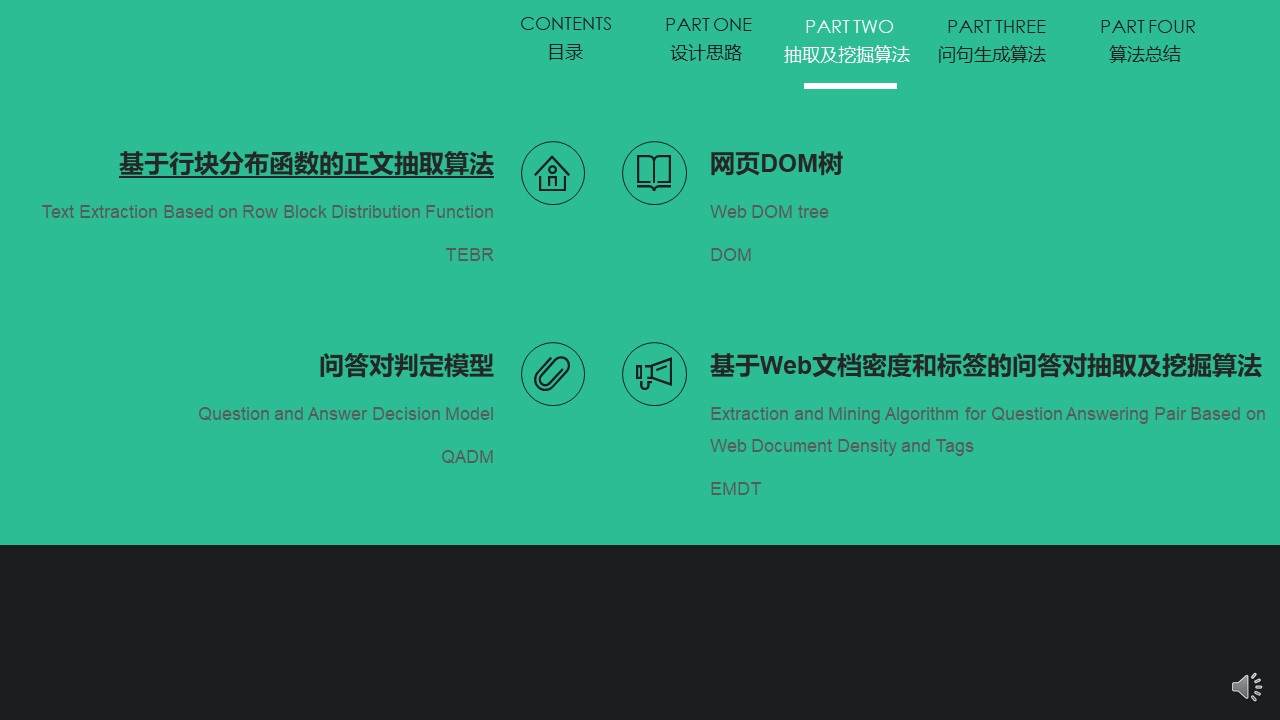 CONTENTS
目录
PART ONE
设计思路
PART TWO
抽取及挖掘算法
PART THREE
问句生成算法
PART FOUR
算法总结
基于行块分布函数的正文抽取算法
Text Extraction Based on Row Block Distribution Function
TEBR
网页DOM树
Web DOM tree
DOM
问答对判定模型
Question and Answer Decision Model
QADM
基于Web文档密度和标签的问答对抽取及挖掘算法
Extraction and Mining Algorithm for Question Answering Pair Based on
Web Document Density and Tags
EMDT